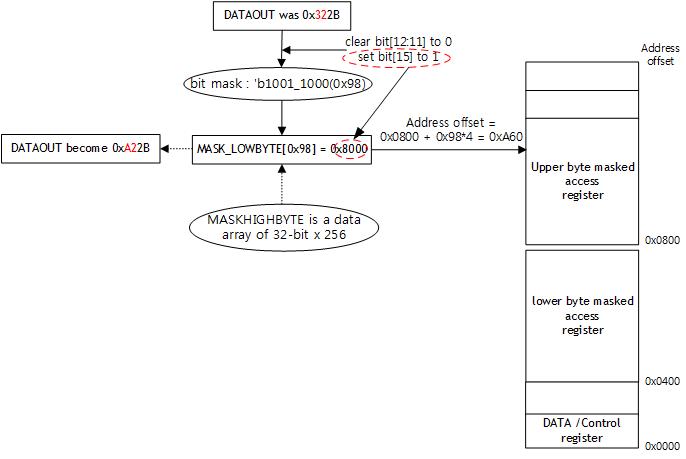 DATAOUT was 0x322B
clear bit[12:11] to 0
set bit[15] to 1
bit mask : 'b1001_1000(0x98)
Address offset =
0x0800 + 0x98*4 = 0xA60
DATAOUT become 0xA22B
MASK_LOWBYTE[0x98] = 0x8000
MASKHIGHBYTE is a data
array of 32-bit x 256
Address
offset
Upper byte masked
access
register
0x0800
lower byte masked
access
register
0x0400
DATA /Control
register
0x0000